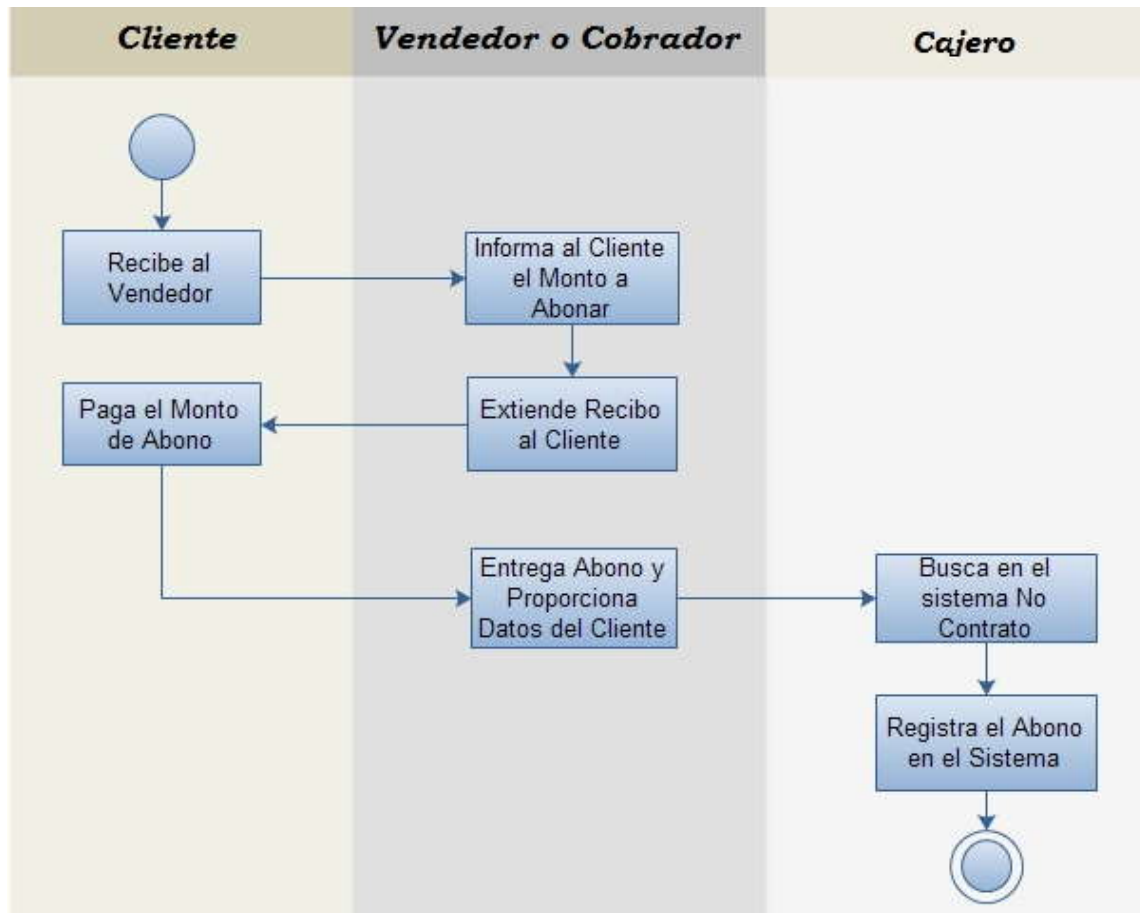 Cliente
Vendedor o Cobrador
Cajero
Recibe al
Vendedor
Informa al Cliente
el Monto a
Abonar
Paga el Monto
de Abono
Extiende Recibo
al Cliente
Entrega Abono y
Proporciona
Datos del Cliente
Busca en el
sistema No
Contrato
Registra el Abono
en el Sistema